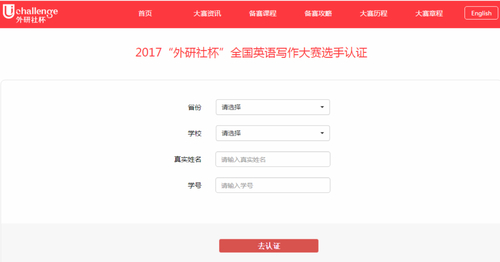 Uchallenge
外研社杯
首页 大赛资讯 备赛课程 备赛攻略 大赛历程 大赛章程 English
2017“外研社杯”全国英语写作大赛选手认证
省份 请选择
学校 请选择
真实姓名 请输入真实姓名
学号 请输入学号
去认证